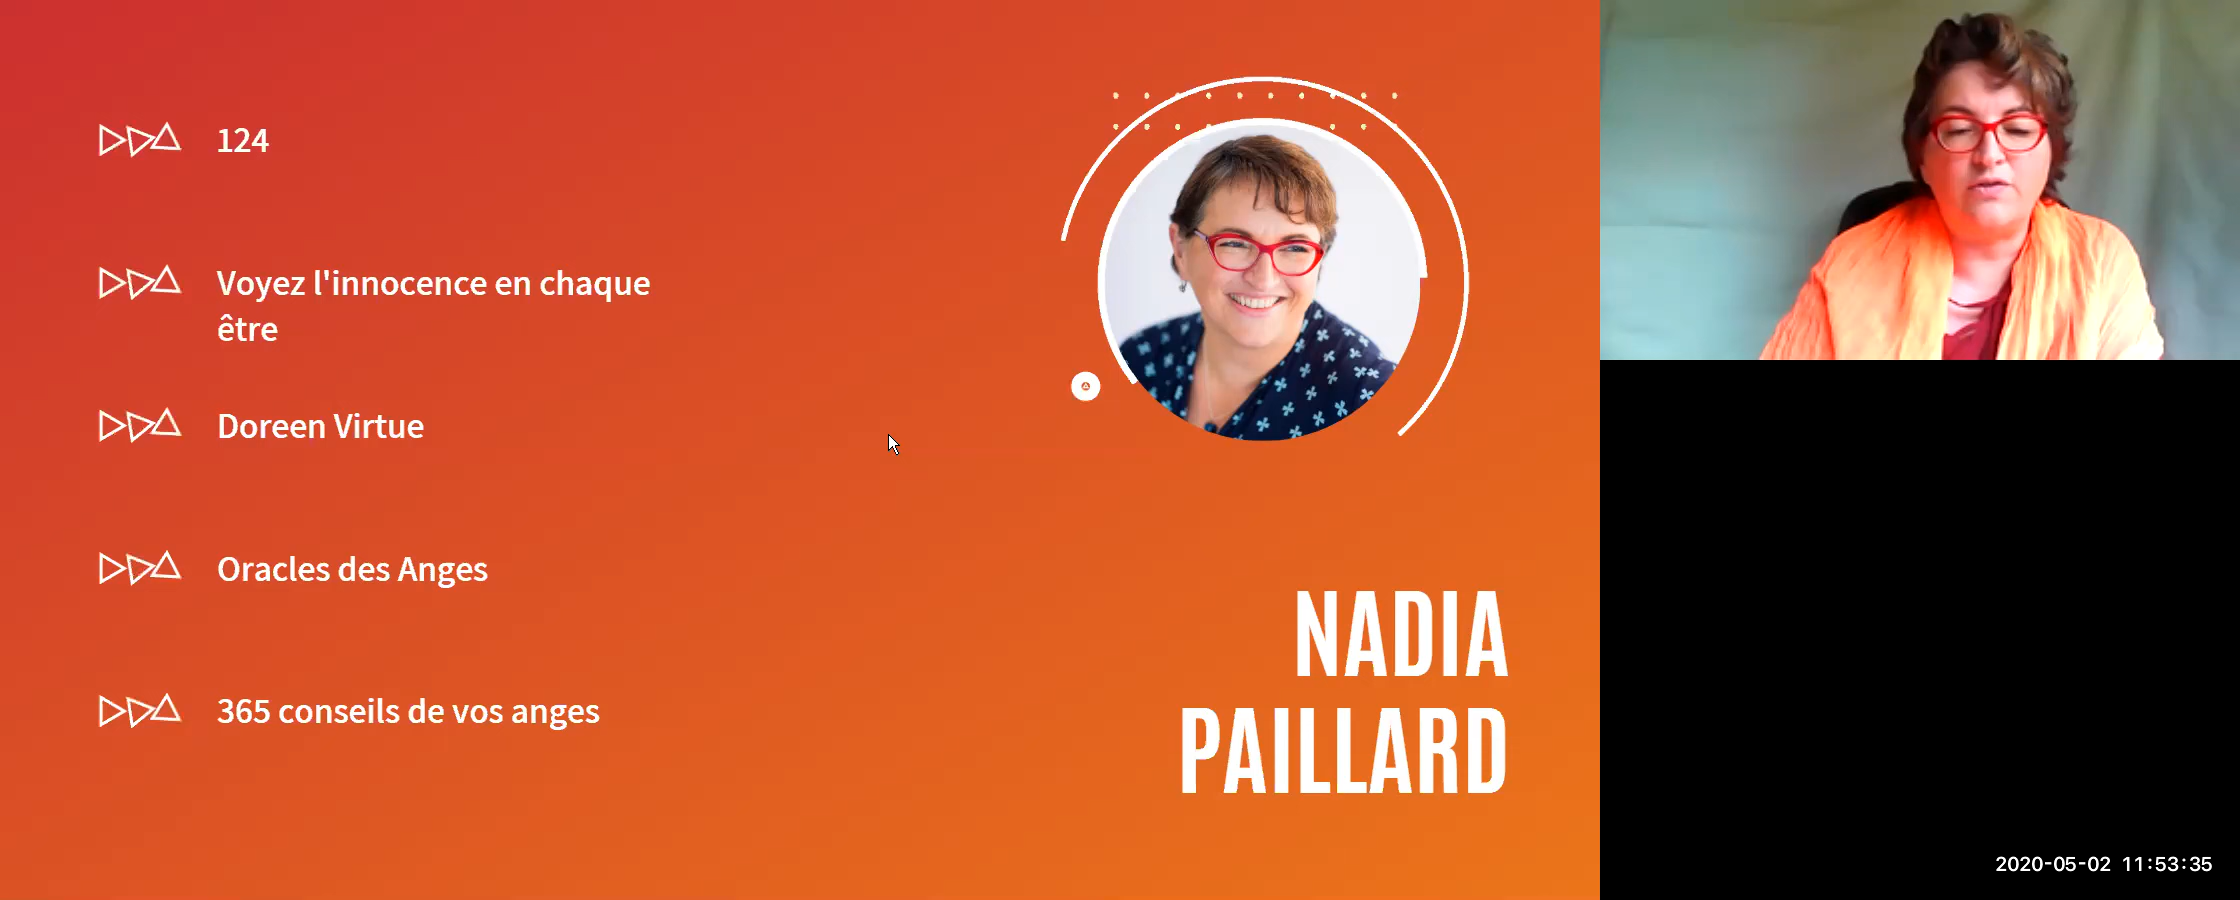 124
Voyez l'innocence en chaque
être
Doreen Virtue
Oracles des Anges
365 conseils de vos anges
NADIA
PAILLARD
2020-05-02 11:53:35